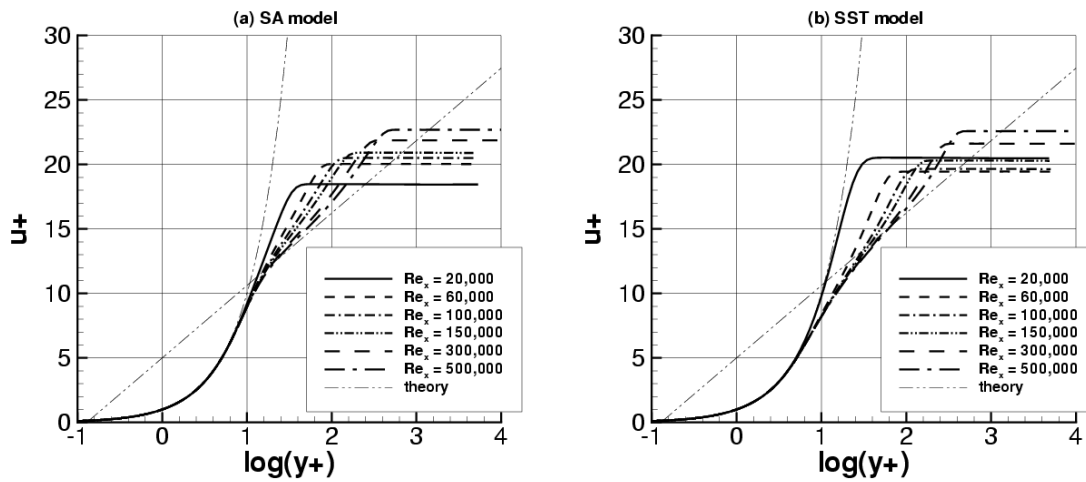 (a) SA model
30
25
20
15
10
5
0
u+
-1
0
1
2
3
4
log(y+)
Re_x = 20,000
Re_x = 60,000
Re_x = 100,000
Re_x = 150,000
Re_x = 300,000
Re_x = 500,000
theory
(b) SST model
30
25
20
15
10
5
0
u+
-1
0
1
2
3
4
log(y+)
Re_x = 20,000
Re_x = 60,000
Re_x = 100,000
Re_x = 150,000
Re_x = 300,000
Re_x = 500,000
theory